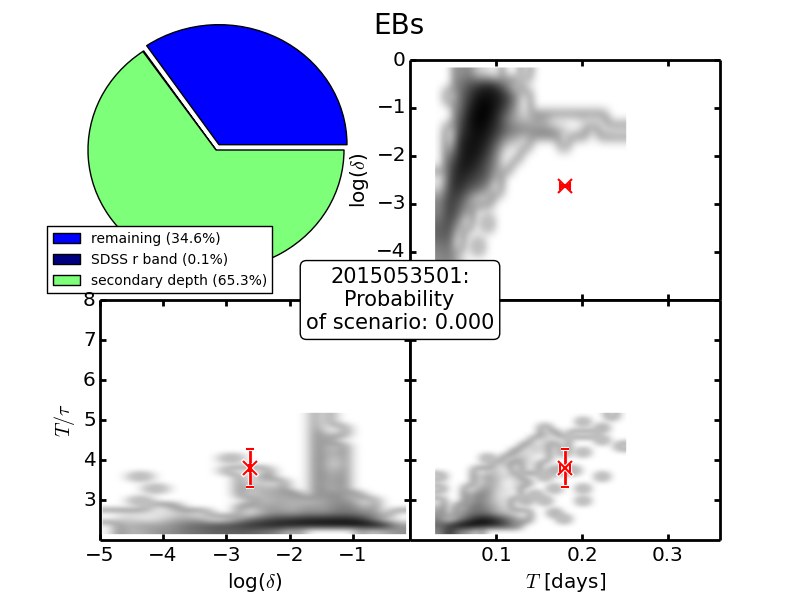 EBs
remaining (34.6%)
SDSS r band (0.1%)
secondary depth (65.3%)
0
−1
−2
−3
−4
log(δ)
2015053501:
Probability
of scenario: 0.000
8
7
6
5
4
3
T/τ
−5 −4 −3 −2 −1
log(δ)
0.1 0.2 0.3
T [days]